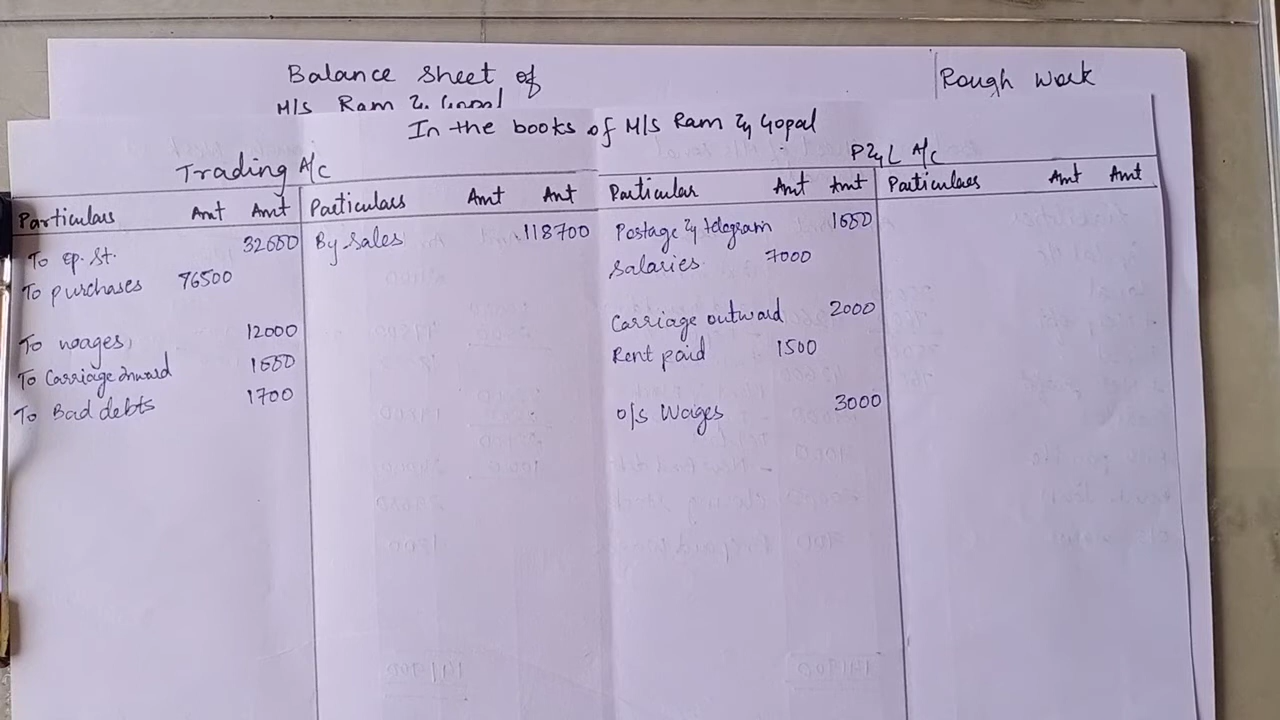 Balance Sheet of
Rough Work
M/S Ram & Gopal
In the books of M/S Ram & Gopal
Trading A/c
Particulars Amt Amt Particulars Amt Amt
To op. St. 32650 By Sales 118700
To purchases 76500
To wages, 12000
To Carriage Inward 1650
To Bad debts 1700
P & L A/c
Particular Amt Amt Particulars Amt Amt
Postage & telegram 1650
Salaries 7000
Carriage outward 2000
Rent paid 1500
o/s Wages 3000